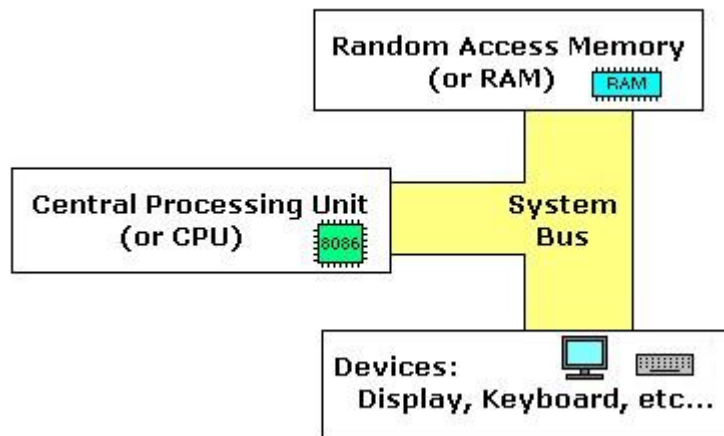 Random Access Memory
(or RAM)
RAM
Central Processing Unit
(or CPU)
8086
System
Bus
Devices:
Display, Keyboard, etc...